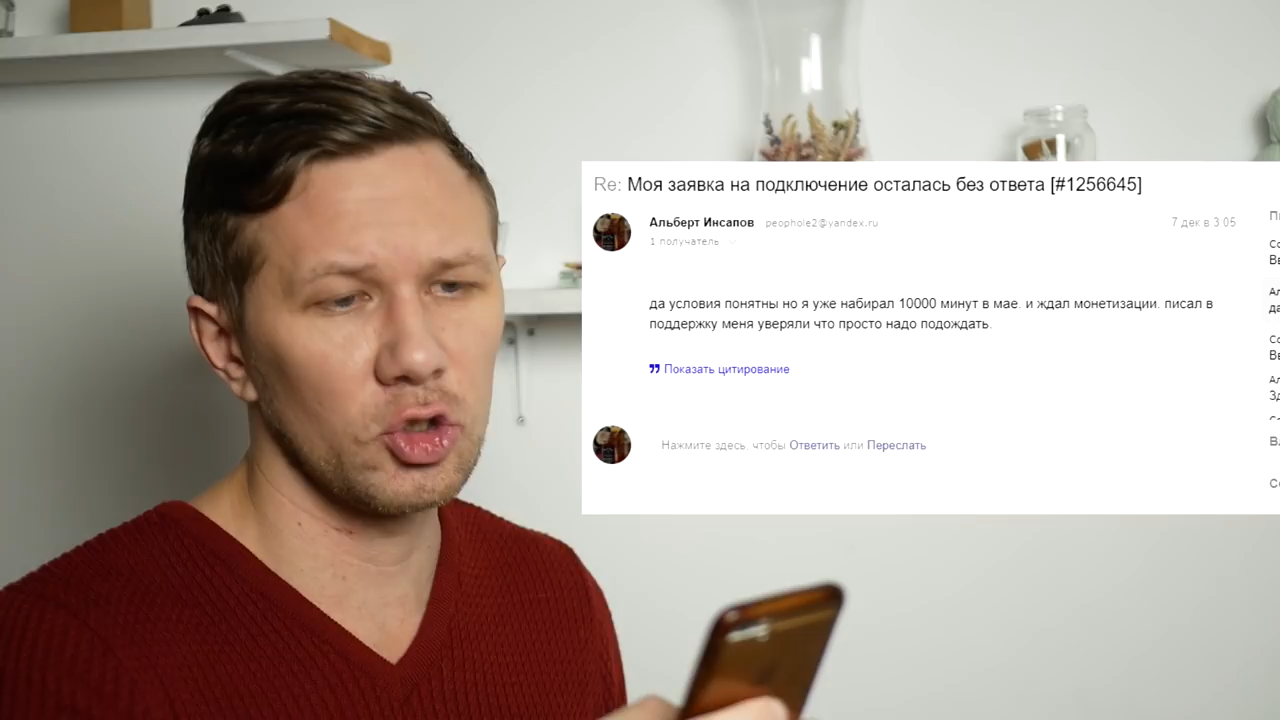 Re: Моя заявка на подключение осталась без ответа [#1256645]
Альберт Инсапов peophoie2@yandex.ru 7 дек в 3:05
1 получатель
да условия понятны но я уже набирал 10000 минут в мае. и ждал монетизации. писал в
поддержку меня уверяли что просто надо подождать.
Показать цитирование
Нажмите здесь, чтобы Ответить или Переслать